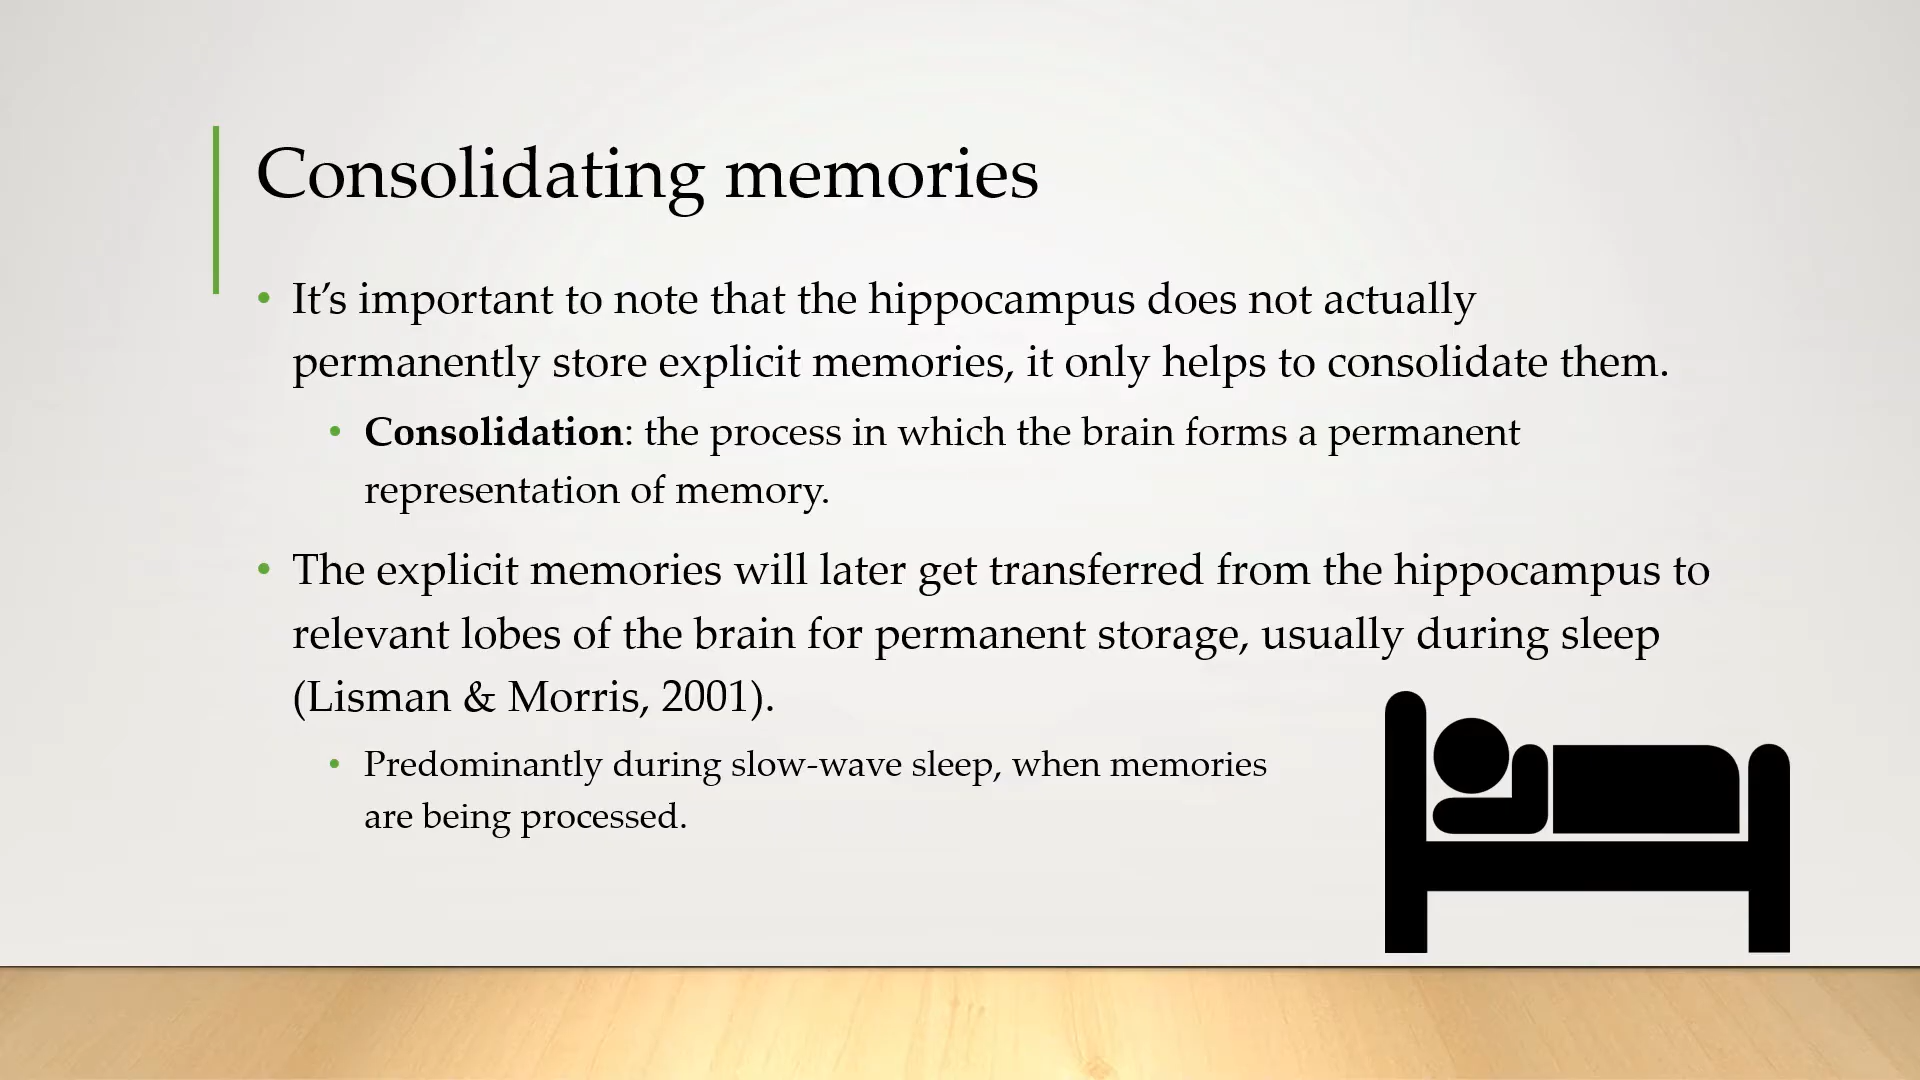 Consolidating memories
• It’s important to note that the hippocampus does not actually
permanently store explicit memories, it only helps to consolidate them.
• Consolidation: the process in which the brain forms a permanent
representation of memory.
• The explicit memories will later get transferred from the hippocampus to
relevant lobes of the brain for permanent storage, usually during sleep
(Lisman & Morris, 2001).
• Predominantly during slow-wave sleep, when memories
are being processed.